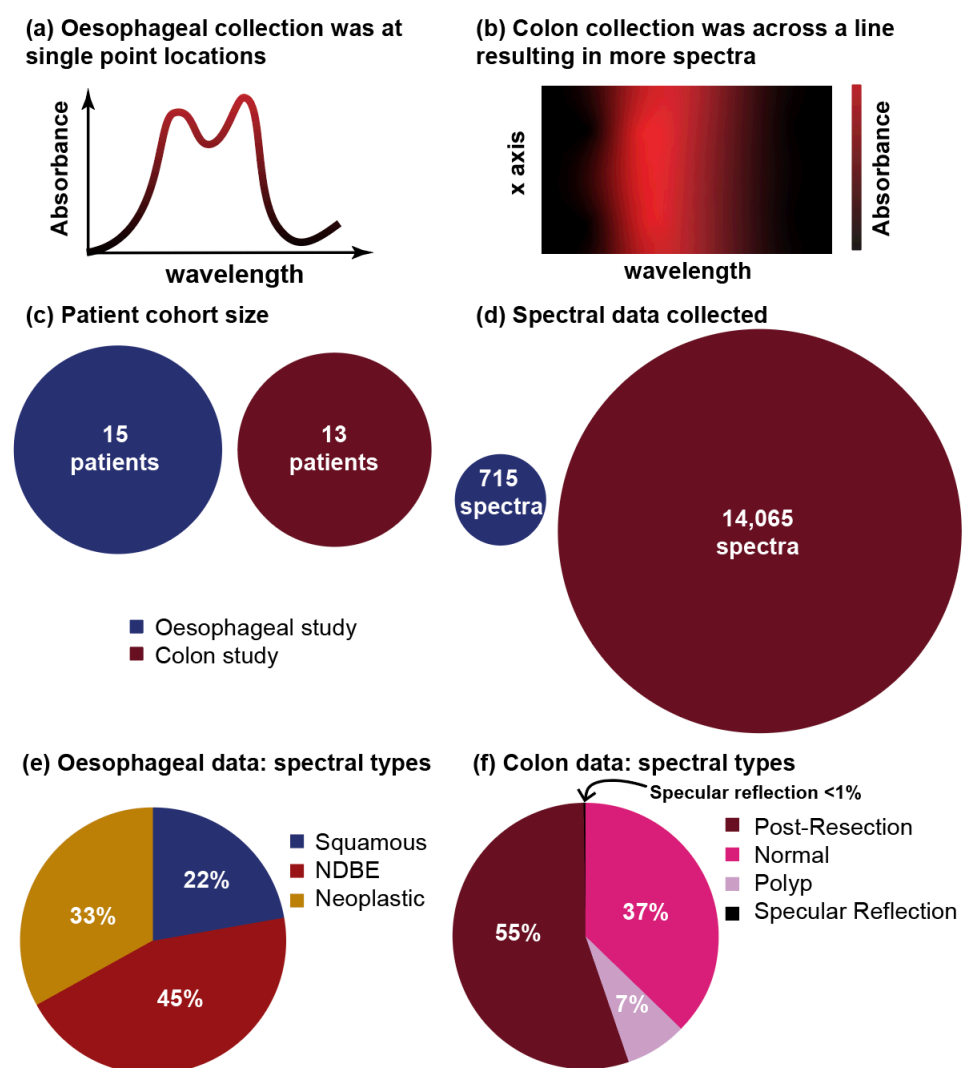 (a) Oesophageal collection was at
single point locations
Absorbance
wavelength
(b) Colon collection was across a line
resulting in more spectra
x axis
wavelength
Absorbance
(c) Patient cohort size
15
patients
13
patients
(d) Spectral data collected
715
spectra
14,065
spectra
Oesophageal study
Colon study
(e) Oesophageal data: spectral types
22%
33%
45%
Squamous
NDBE
Neoplastic
(f) Colon data: spectral types
Specular reflection <1%
55%
37%
7%
Post-Resection
Normal
Polyp
Specular Reflection